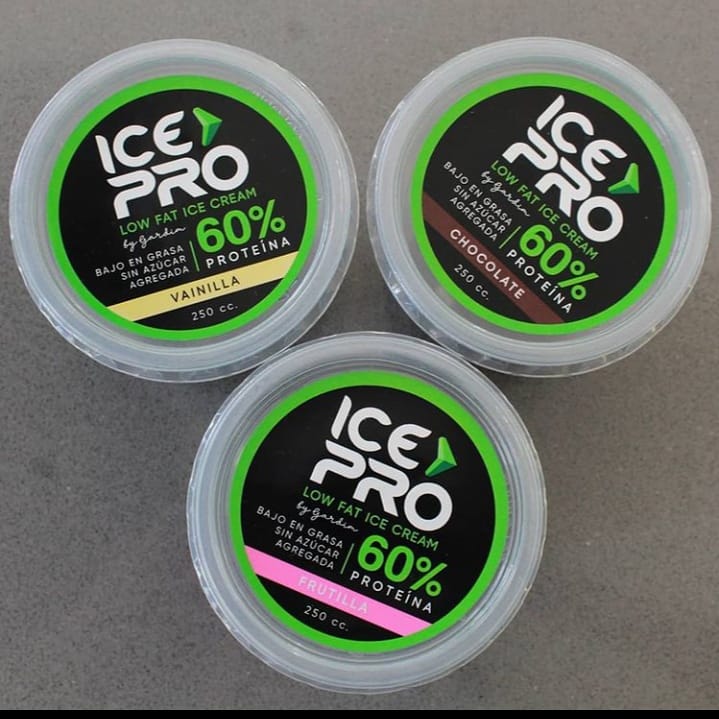 ICE
PRO
LOW FAT ICE CREAM
by Gardin
BAJO EN GRASA
SIN AZÚCAR
AGREGADA
60%
PROTEÍNA
VAINILLA
250 cc.
ICE
PRO
LOW FAT ICE CREAM
by Gardin
BAJO EN GRASA
SIN AZÚCAR
AGREGADA
60%
PROTEÍNA
CHOCOLATE
250 cc.
ICE
PRO
LOW FAT ICE CREAM
by Gardin
BAJO EN GRASA
SIN AZÚCAR
AGREGADA
60%
PROTEÍNA
FRUTILLA
250 cc.